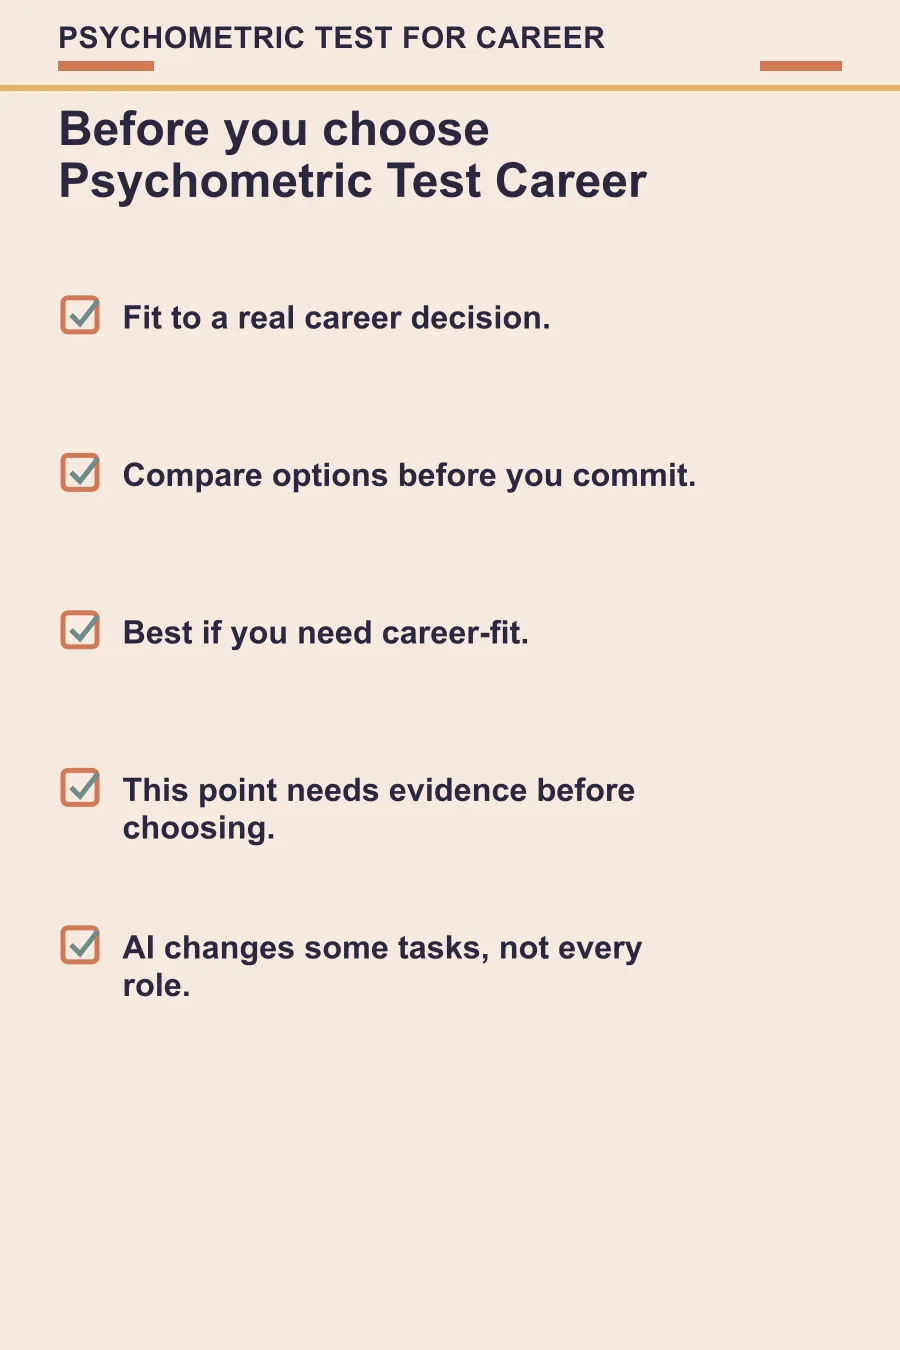 PSYCHOMETRIC TEST FOR CAREER
Before you choose
Psychometric Test Career
Fit to a real career decision.
Compare options before you commit.
Best if you need career-fit.
This point needs evidence before
choosing.
AI changes some tasks, not every
role.